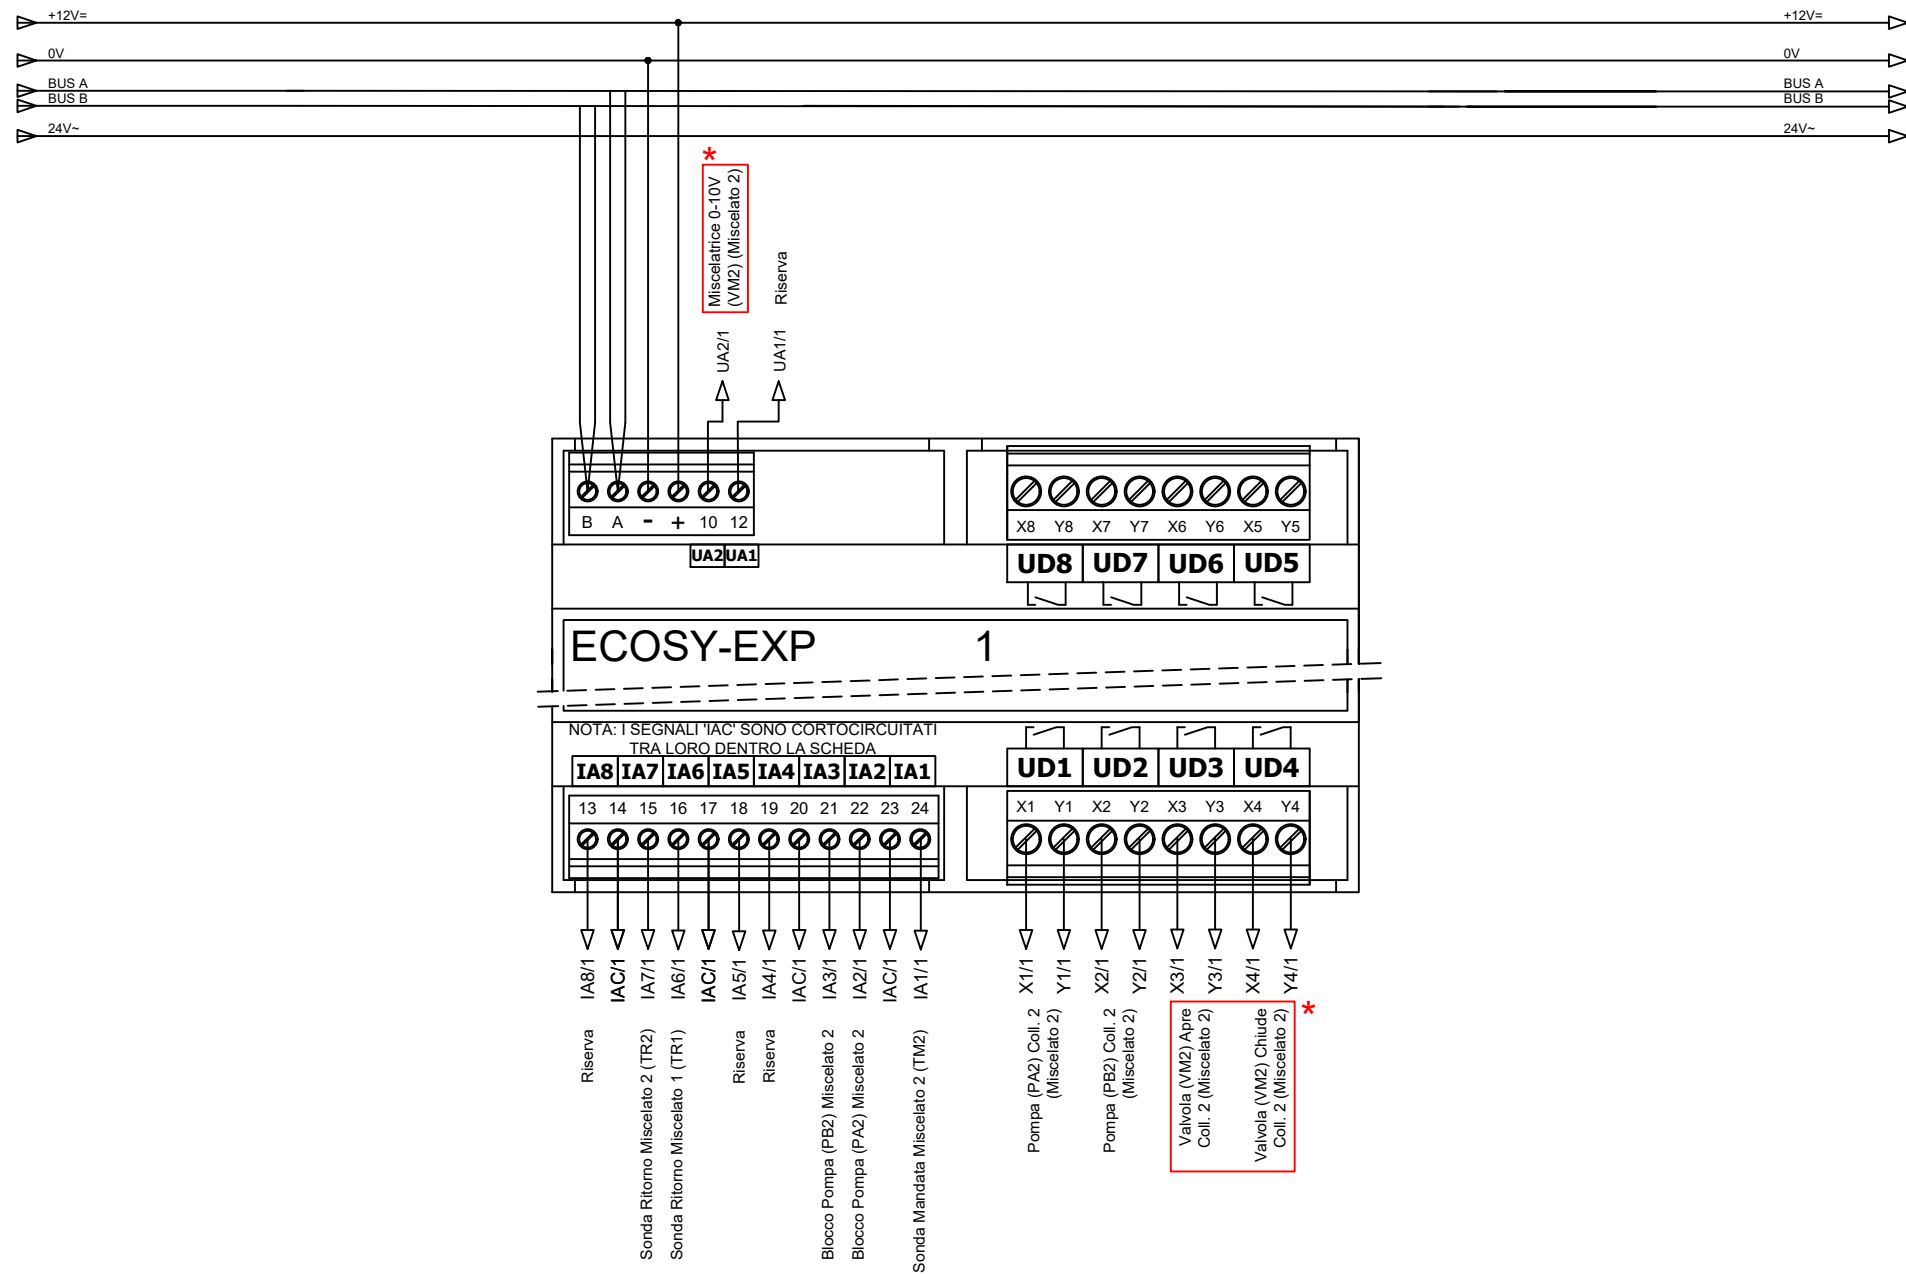 +12V=
+12V=
0V
0V
BUS A
BUS A
BUS B
BUS B
24V~
24V~
*
Miscelatrice 0-10V
(VM2) (Miscelato 2)
Riserva
UA2/1
UA1/1
B A - + 10 12
UA2 UA1
X8 Y8 X7 Y7 X6 Y6 X5 Y5
UD8 UD7 UD6 UD5
ECOSY-EXP 1
NOTA: I SEGNALI 'IAC' SONO CORTOCIRCUITATI
TRA LORO DENTRO LA SCHEDA
IA8 IA7 IA6 IA5 IA4 IA3 IA2 IA1
13 14 15 16 17 18 19 20 21 22 23 24
UD1 UD2 UD3 UD4
X1 Y1 X2 Y2 X3 Y3 X4 Y4
IA8/1
IAC/1
IA7/1
IA6/1
IAC/1
IA5/1
IA4/1
IAC/1
IA3/1
IA2/1
IAC/1
IA1/1
X1/1
Y1/1
X2/1
Y2/1
X3/1
Y3/1
X4/1
Y4/1
Riserva
Sonda Ritorno Miscelato 2 (TR2)
Sonda Ritorno Miscelato 1 (TR1)
Riserva
Riserva
Blocco Pompa (PB2) Miscelato 2
Blocco Pompa (PA2) Miscelato 2
Sonda Mandata Miscelato 2 (TM2)
Pompa (PA2) Coll. 2
(Miscelato 2)
Pompa (PB2) Coll. 2
(Miscelato 2)
Valvola (VM2) Apre
Coll. 2 (Miscelato 2)
Valvola (VM2) Chiude
Coll. 2 (Miscelato 2)
*